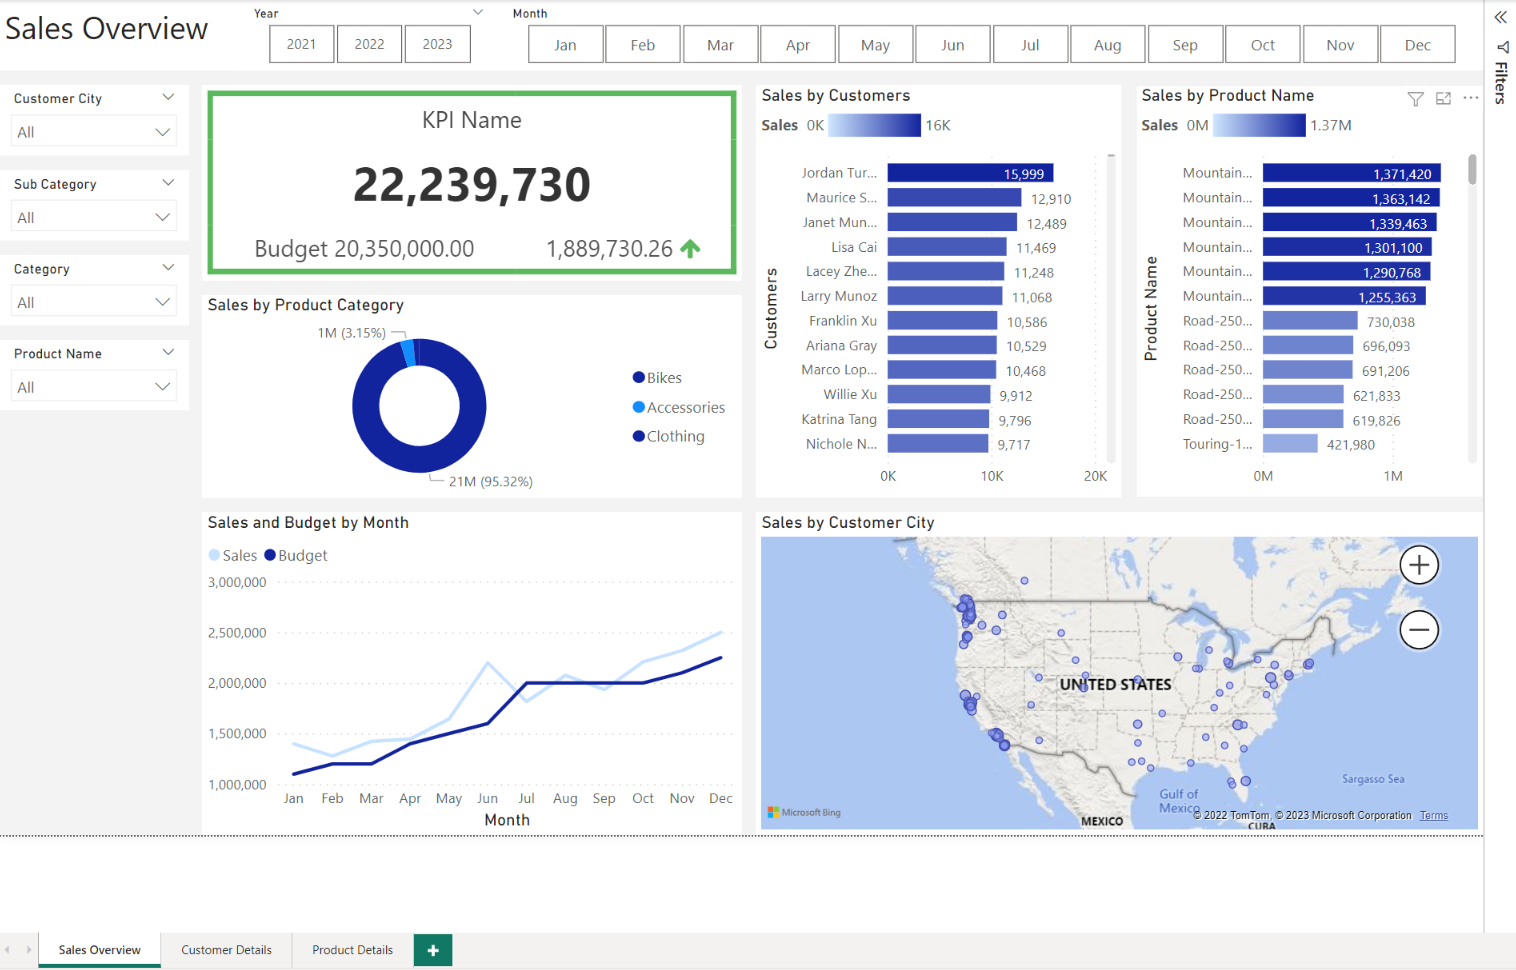 Sales Overview
Year
2021 2022 2023
Month
Jan Feb Mar Apr May Jun Jul Aug Sep Oct Nov Dec
Filters
Customer City
All
Sub Category
All
Category
All
Product Name
All
KPI Name
22,239,730
Budget 20,350,000.00 1,889,730.26
Sales by Product Category
1M (3.15%)
21M (95.32%)
Bikes
Accessories
Clothing
Sales by Customers
Sales 0K 16K
Customers
Jordan Tur... 15,999
Maurice S... 12,910
Janet Mun... 12,489
Lisa Cai 11,469
Lacey Zhe... 11,248
Larry Munoz 11,068
Franklin Xu 10,586
Ariana Gray 10,529
Marco Lop... 10,468
Willie Xu 9,912
Katrina Tang 9,796
Nichole N... 9,717
0K 10K 20K
Sales by Product Name
Sales 0M 1.37M
Product Name
Mountain... 1,371,420
Mountain... 1,363,142
Mountain... 1,339,463
Mountain... 1,301,100
Mountain... 1,290,768
Mountain... 1,255,363
Road-250... 730,038
Road-250... 696,093
Road-250... 691,206
Road-250... 621,833
Road-250... 619,826
Touring-1... 421,980
0M 1M
Sales and Budget by Month
Sales Budget
3,000,000
2,500,000
2,000,000
1,500,000
1,000,000
Jan Feb Mar Apr May Jun Jul Aug Sep Oct Nov Dec
Month
Sales by Customer City
UNITED STATES
Sargasso Sea
Gulf of
Mexico
MEXICO
CUBA
Microsoft Bing
© 2022 TomTom, © 2023 Microsoft Corporation Terms
Sales Overview Customer Details Product Details +